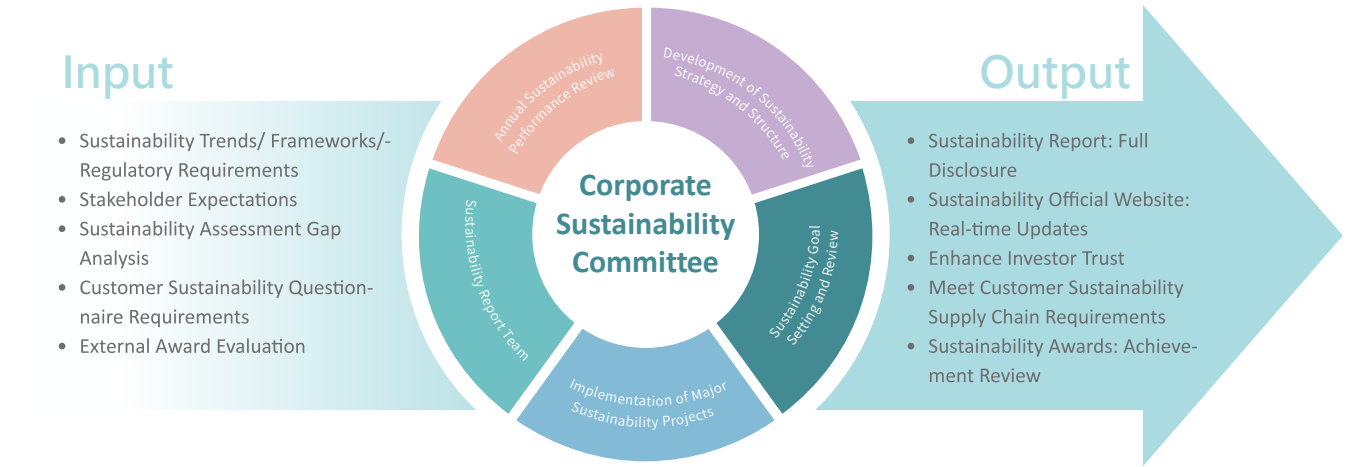 Input
• Sustainability Trends/ Frameworks/-
Regulatory Requirements
• Stakeholder Expectations
• Sustainability Assessment Gap
Analysis
• Customer Sustainability Question-
naire Requirements
• External Award Evaluation
Annual Sustainability
Performance Review
Development of Sustainability
Strategy and Structure
Sustainability Goal
Setting and Review
Implementation of Major
Sustainability Projects
Sustainability Report Team
Corporate
Sustainability
Committee
Output
• Sustainability Report: Full
Disclosure
• Sustainability Official Website:
Real-time Updates
• Enhance Investor Trust
• Meet Customer Sustainability
Supply Chain Requirements
• Sustainability Awards: Achieve-
ment Review